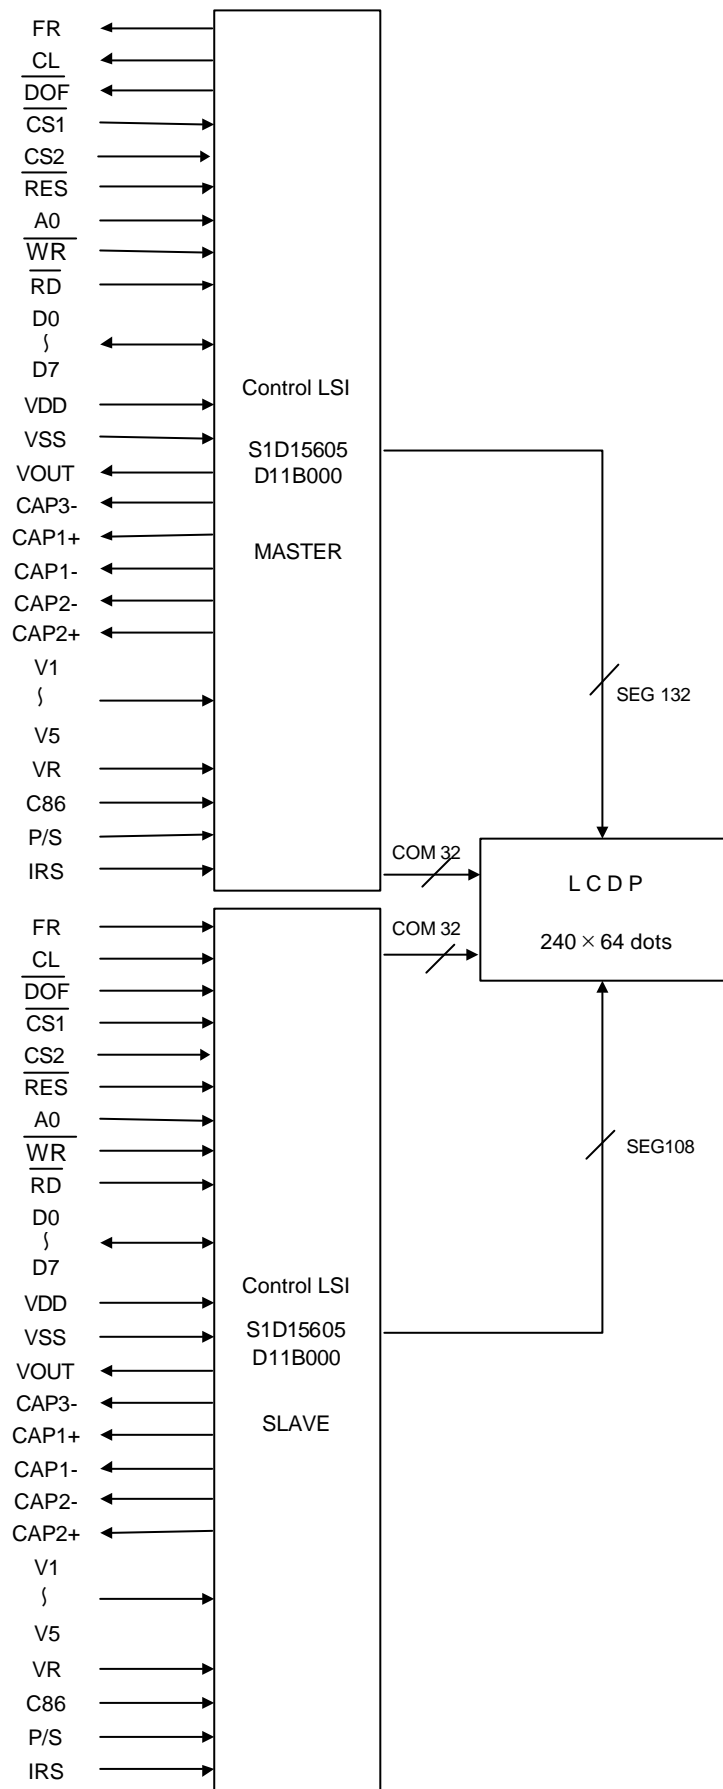 FR
CL
DOF
CS1
CS2
RES
A0
WR
RD
D0
~
D7
VDD
VSS
VOUT
CAP3-
CAP1+
CAP1-
CAP2-
CAP2+
V1
~
V5
VR
C86
P/S
IRS
Control LSI
S1D15605
D11B000
MASTER
SEG 132
COM 32
L C D P
240 × 64 dots
COM 32
SEG108
FR
CL
DOF
CS1
CS2
RES
A0
WR
RD
D0
~
D7
VDD
VSS
VOUT
CAP3-
CAP1+
CAP1-
CAP2-
CAP2+
V1
~
V5
VR
C86
P/S
IRS
Control LSI
S1D15605
D11B000
SLAVE